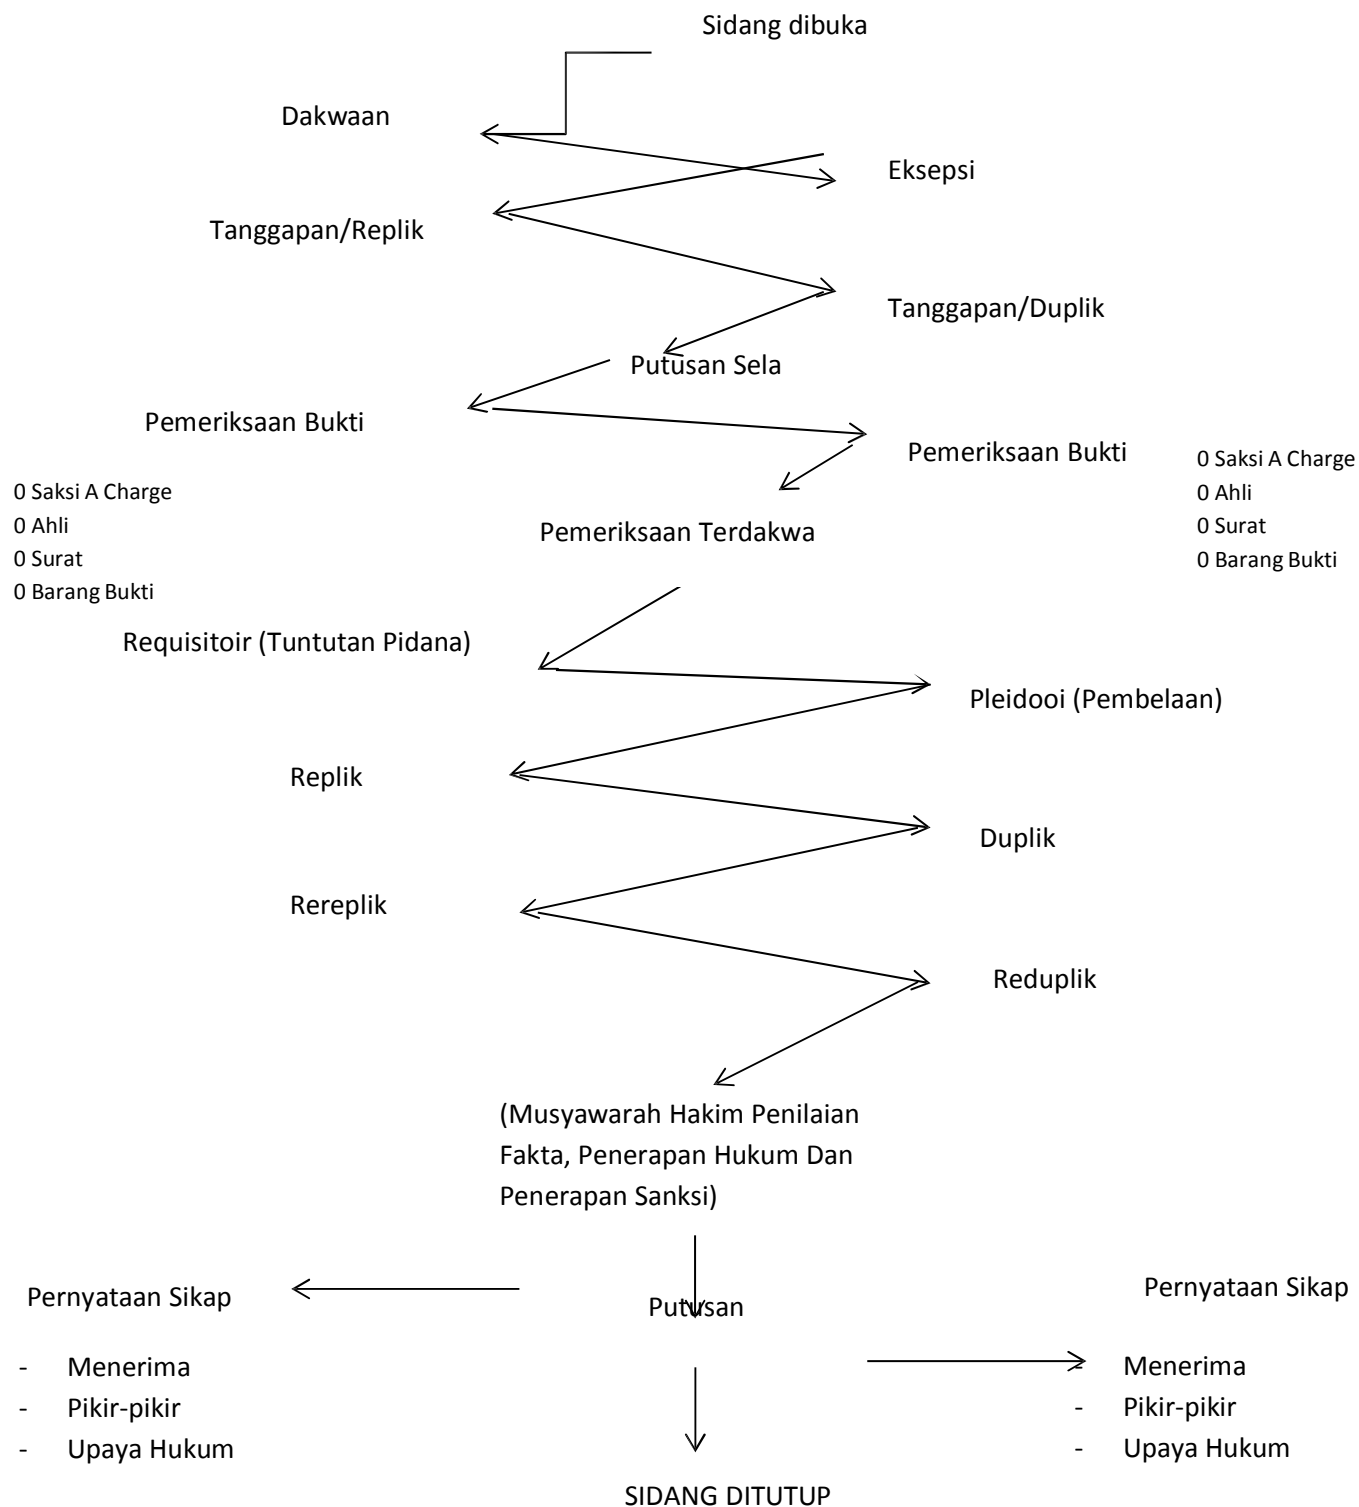 Sidang dibuka
Dakwaan
Eksepsi
Tanggapan/Replik
Tanggapan/Duplik
Putusan Sela
Pemeriksaan Bukti
Pemeriksaan Bukti
0 Saksi A Charge
0 Ahli
0 Surat
0 Barang Bukti
0 Saksi A Charge
0 Ahli
0 Surat
0 Barang Bukti
Pemeriksaan Terdakwa
Requisitoir (Tuntutan Pidana)
Pleidooi (Pembelaan)
Replik
Duplik
Rereplik
Reduplik
(Musyawarah Hakim Penilaian
Fakta, Penerapan Hukum Dan
Penerapan Sanksi)
Pernyataan Sikap
- Menerima
- Pikir-pikir
- Upaya Hukum
Putusan
Pernyataan Sikap
- Menerima
- Pikir-pikir
- Upaya Hukum
SIDANG DITUTUP